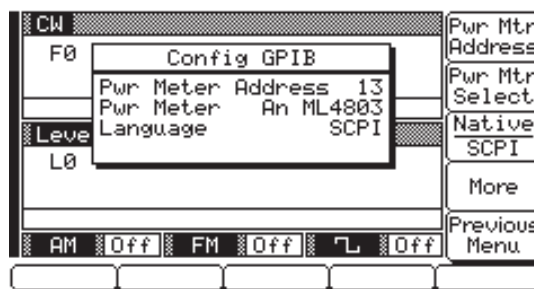 CW
F0
Config GPIB
Pwr Meter Address 13
Pwr Meter An ML4803
Language SCPI
Leve
L0
AM Off FM Off Off
Pwr Mtr
Address
Pwr Mtr
Select
Native
SCPI
More
Previous
Menu